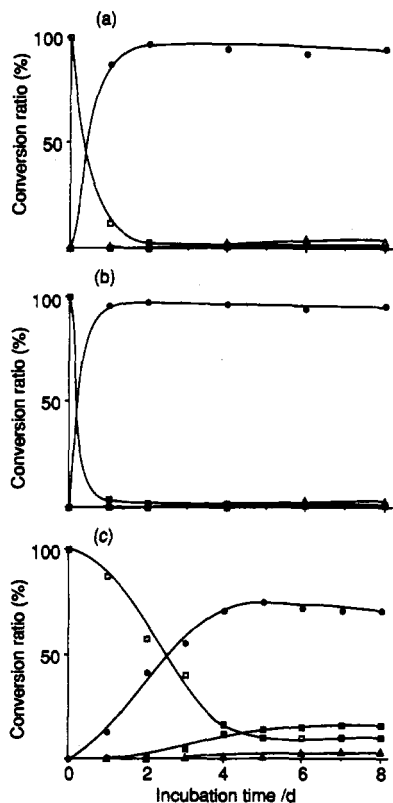 (a)
100
50
Conversion ratio (%)
(b)
100
50
Conversion ratio (%)
(c)
100
50
Conversion ratio (%)
0 2 4 6 8
Incubation time /d